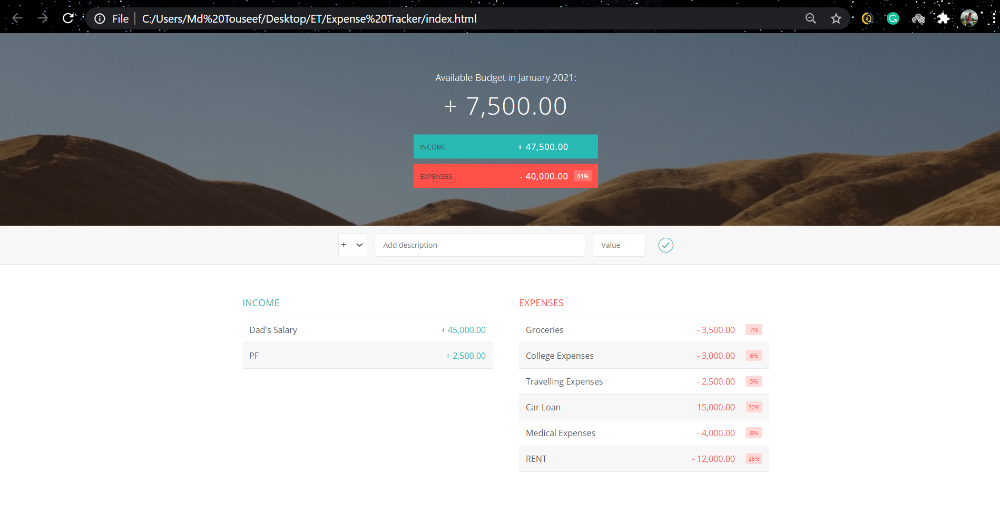 File C:/Users/Md%20Touseef/Desktop/ET/Expense%20Tracker/index.html
Available Budget in January 2021:
+ 7,500.00
INCOME + 47,500.00
EXPENSES - 40,000.00 84%
+ Add description Value
INCOME
Dad's Salary + 45,000.00
PF + 2,500.00
EXPENSES
Groceries - 3,500.00 7%
College Expenses - 3,000.00 6%
Travelling Expenses - 2,500.00 5%
Car Loan - 15,000.00 32%
Medical Expenses - 4,000.00 8%
RENT - 12,000.00 25%